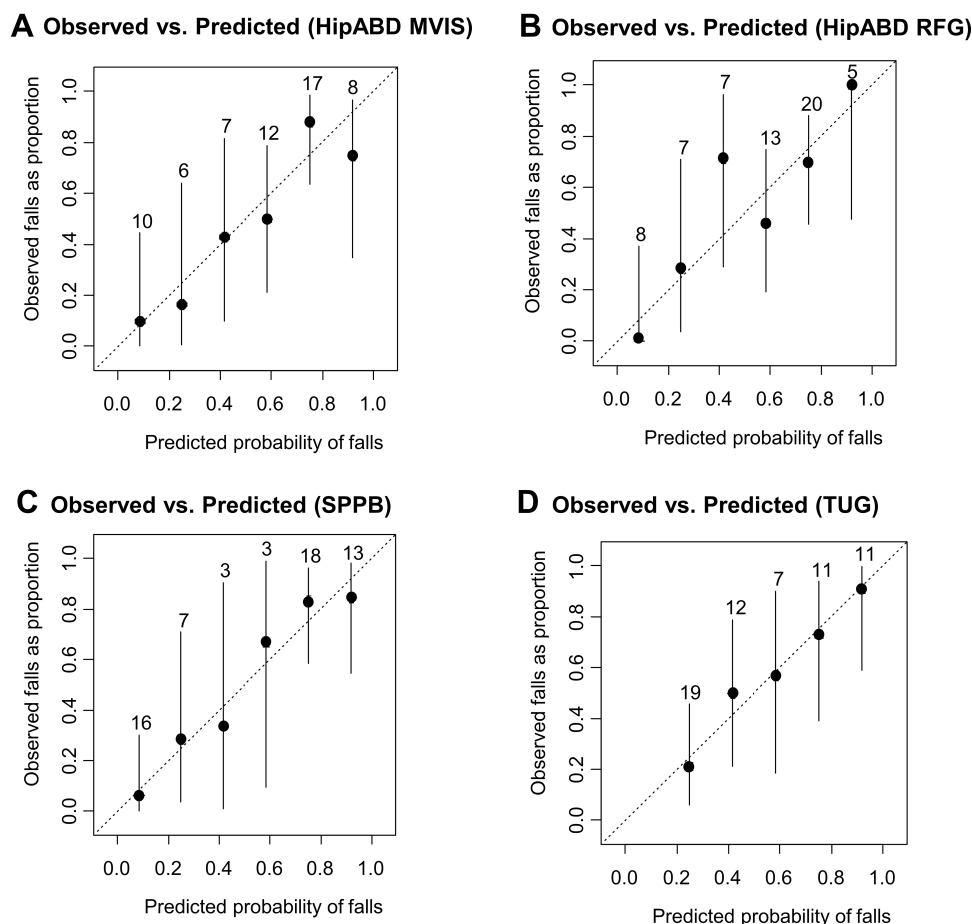 A Observed vs. Predicted (HipABD MVIS)
Observed falls as proportion
1.0
0.8
0.6
0.4
0.2
0.0
10
6
7
12
17
8
0.0 0.2 0.4 0.6 0.8 1.0
Predicted probability of falls
B Observed vs. Predicted (HipABD RFG)
Observed falls as proportion
1.0
0.8
0.6
0.4
0.2
0.0
8
7
7
13
20
5
0.0 0.2 0.4 0.6 0.8 1.0
Predicted probability of falls
C Observed vs. Predicted (SPPB)
Observed falls as proportion
1.0
0.8
0.6
0.4
0.2
0.0
16
7
3
3
18
13
0.0 0.2 0.4 0.6 0.8 1.0
Predicted probability of falls
D Observed vs. Predicted (TUG)
Observed falls as proportion
1.0
0.8
0.6
0.4
0.2
0.0
19
12
7
11
11
0.0 0.2 0.4 0.6 0.8 1.0
Predicted probability of falls